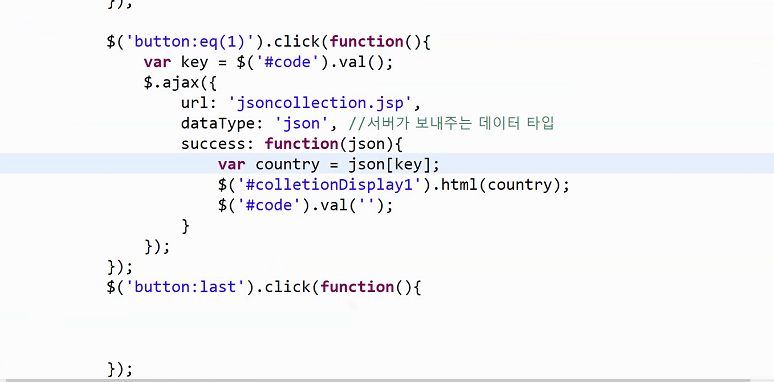 });
$('button:eq(1)').click(function(){
var key = $('#code').val();
$.ajax({
url: 'jsoncollection.jsp',
dataType: 'json', //서버가 보내주는 데이터 타입
success: function(json){
var country = json[key];
$('#colletionDisplay1').html(country);
$('#code').val('');
}
});
});
$('button:last').click(function(){
});